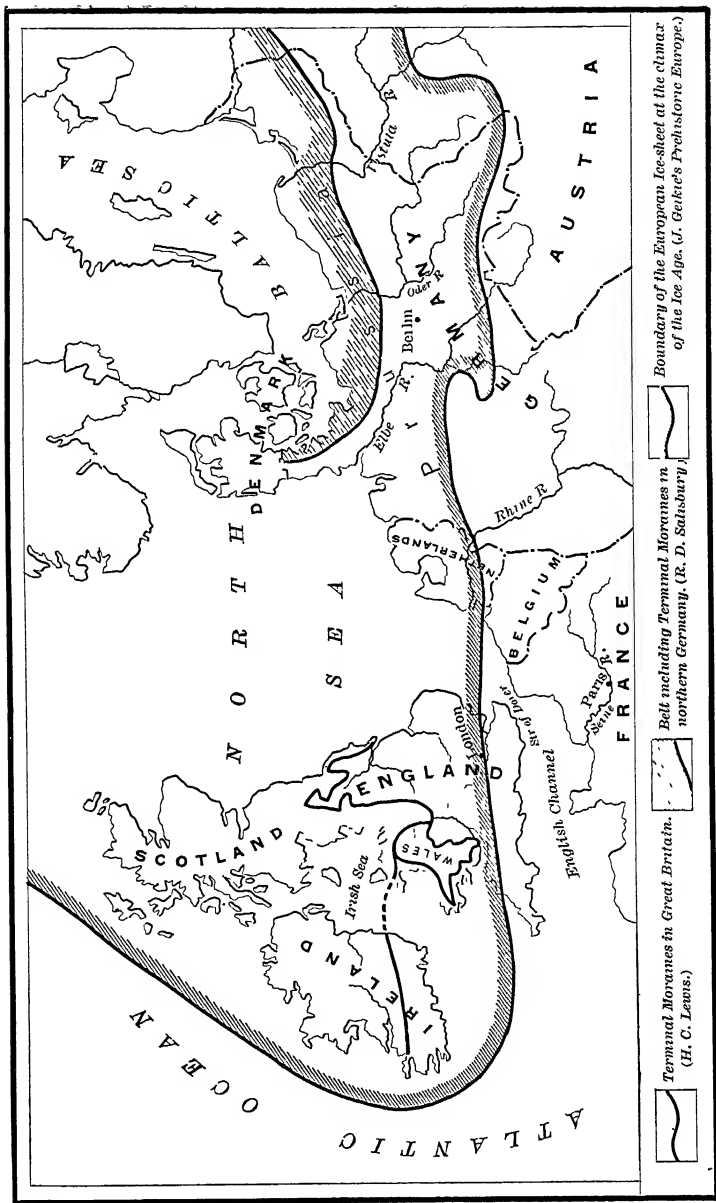 ATLANTIC OCEAN
NORTH
SEA
BALTIC SEA
SCOTLAND
ENGLAND
WALES
IRELAND
Irish Sea
London
Str of Dover
English Channel
DENMARK
NETHERLANDS
BELGIUM
FRANCE
Paris
Seine R.
Rhine R
Elbe R.
Berlin
Oder R
Vistula R
GERMANY
AUSTRIA
Terminal Moraines in Great Britain.
(H. C. Lewis.)
Belt including Terminal Moraines in
northern Germany. (R. D. Salisbury)
Boundary of the European Ice-sheet at the climax
of the Ice Age. (J. Geikie's Prehistoric Europe.)